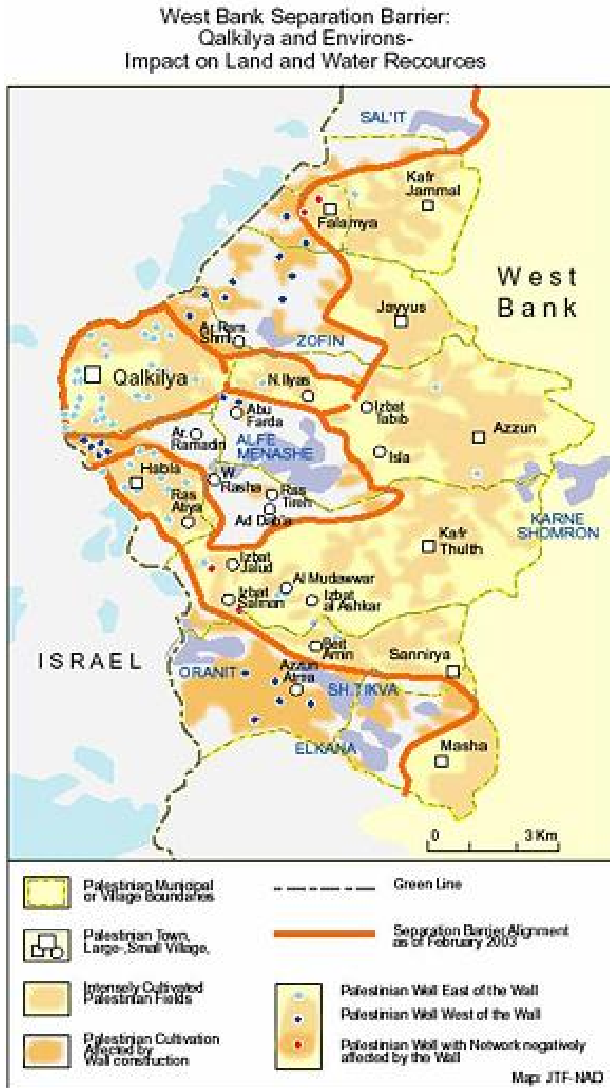 West Bank Separation Barrier:
Qalkilya and Environs-
Impact on Land and Water Recources
SAL'IT
Kafr
Jammal
Falamya
West
Bank
Jayyus
Ar. Ram.
ZOFIN
Qalkilya
N. Ilyas
Izbat
Tabib
Abu
Farda
Azzun
Ar.
Ramadin
ALFE
MENASHE
Isla
Habla
W.
Rasha
Ras
Tireh
Ras
Atiya
Ad Dab'a
KARNE
SHOMRON
Kafr
Thulth
Izbat
Jalud
Al Mudawwar
Izbat
Salman
Izbat
al Ashkar
ISRAEL
Beit
Amin
Sannirya
ORANIT
Azzun
Atma
SH.TIKVA
ELKANA
Masha
0 3 Km
Palestinian Municipal
or Village Boundaries
Green Line
Palestinian Town,
Large-, Small Village,
Separation Barrier Alignment
as of February 2003
Intensely Cultivated
Palestinian Fields
Palestinian Well East of the Wall
Palestinian Well West of the Wall
Palestinian Cultivation
Affected by
Wall construction
Palestinian Well with Network negatively
affected by the Wall
Map: JTF-NAD